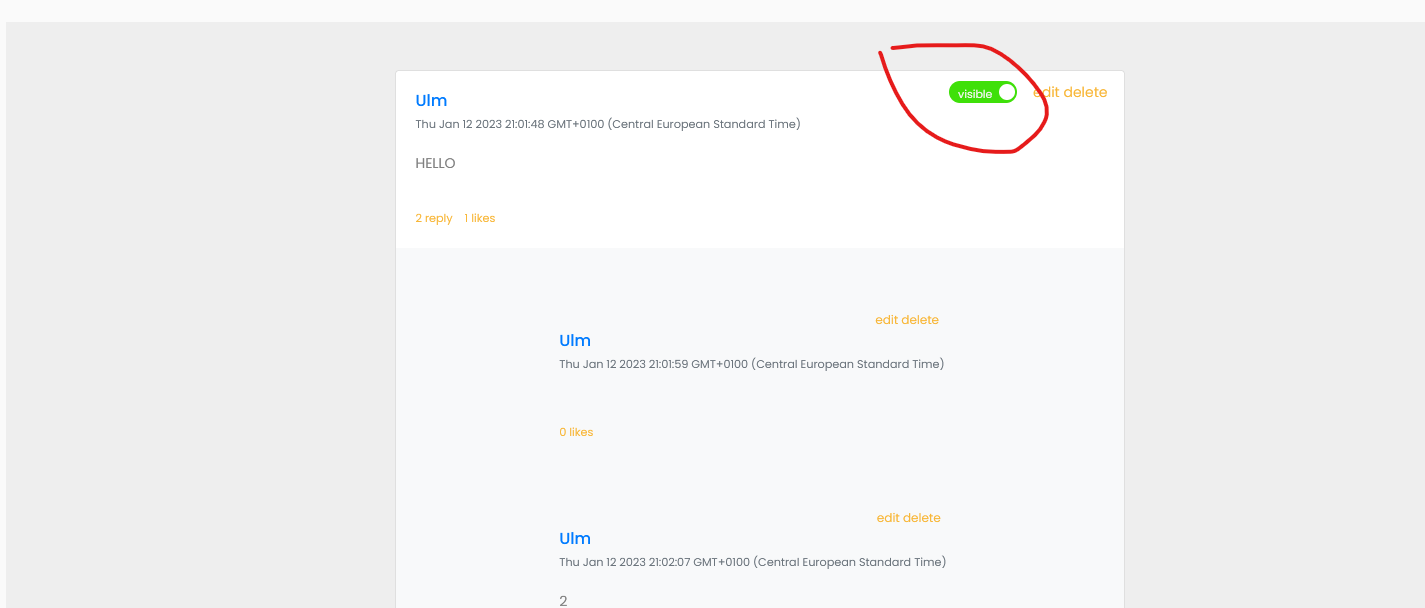 Ulm
visible
edit delete
Thu Jan 12 2023 21:01:48 GMT+0100 (Central European Standard Time)
HELLO
2 reply 1 likes
edit delete
Ulm
Thu Jan 12 2023 21:01:59 GMT+0100 (Central European Standard Time)
0 likes
edit delete
Ulm
Thu Jan 12 2023 21:02:07 GMT+0100 (Central European Standard Time)
2